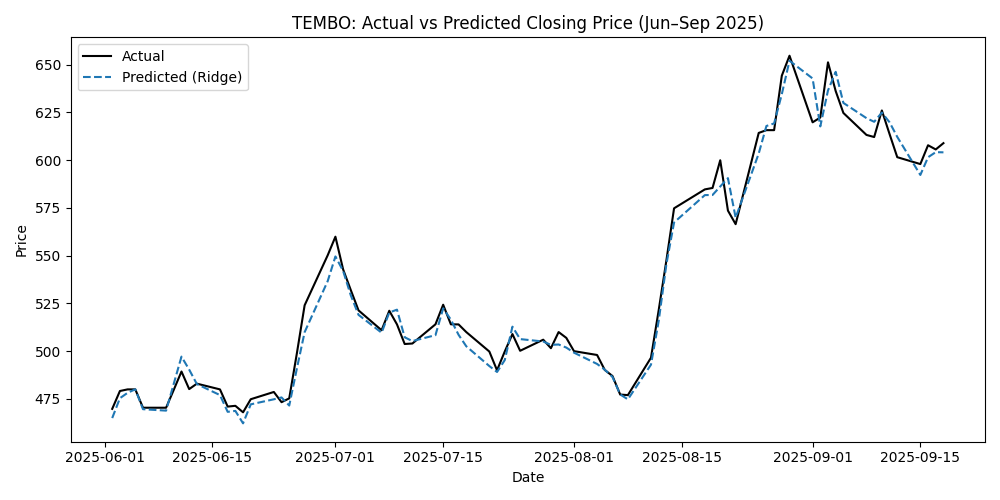 TEMBO: Actual vs Predicted Closing Price (Jun–Sep 2025)
Actual
Predicted (Ridge)
Price
650
625
600
575
550
525
500
475
2025-06-01 2025-06-15 2025-07-01 2025-07-15 2025-08-01 2025-08-15 2025-09-01 2025-09-15
Date